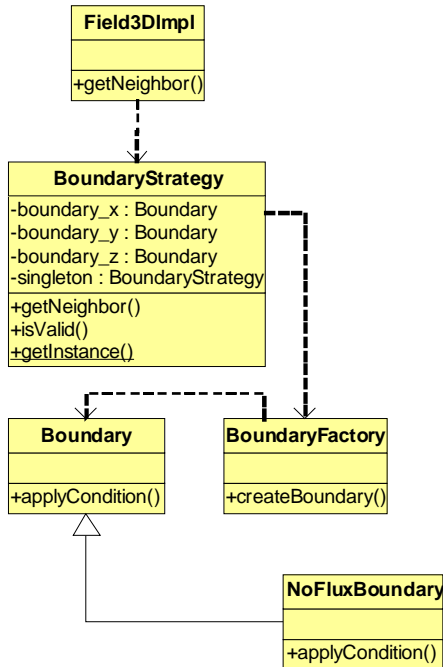 Field3DImpl
+getNeighbor()
BoundaryStrategy
-boundary_x : Boundary
-boundary_y : Boundary
-boundary_z : Boundary
-singleton : BoundaryStrategy
+getNeighbor()
+isValid()
+getInstance()
Boundary
+applyCondition()
BoundaryFactory
+createBoundary()
NoFluxBoundary
+applyCondition()